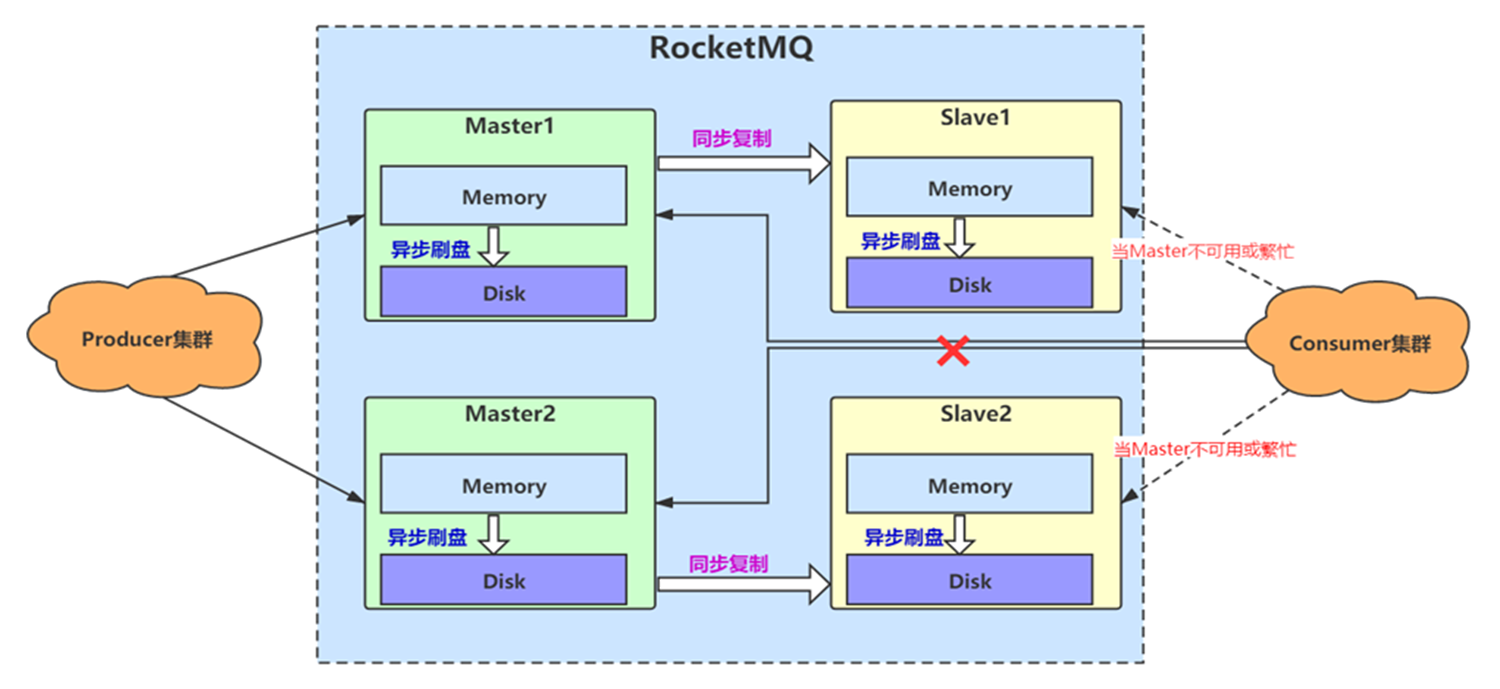 RocketMQ
Master1
Memory
异步刷盘
Disk
同步复制
Slave1
Memory
异步刷盘
Disk
当Master不可用或繁忙
Producer集群
Consumer集群
Master2
Memory
异步刷盘
Disk
同步复制
Slave2
Memory
异步刷盘
Disk
当Master不可用或繁忙